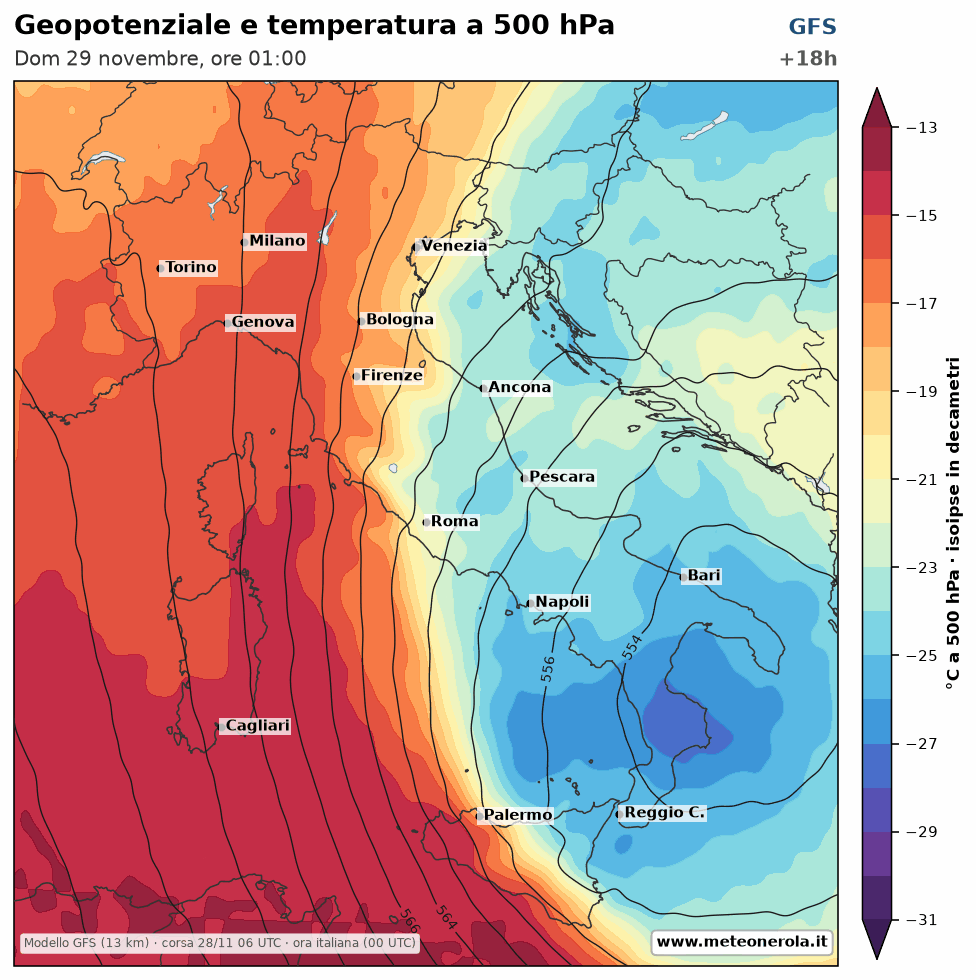 Geopotenziale e temperatura a 500 hPa
GFS
Dom 29 novembre, ore 01:00
+18h
Milano
Venezia
Torino
Genova
Bologna
Firenze
Ancona
Pescara
Roma
Bari
Napoli
556
554
Cagliari
Palermo
Reggio C.
566
564
Modello GFS (13 km) · corsa 28/11 06 UTC · ora italiana (00 UTC)
www.meteonerola.it
−13
−15
−17
−19
−21
−23
−25
−27
−29
−31
°C a 500 hPa · isoipse in decametri